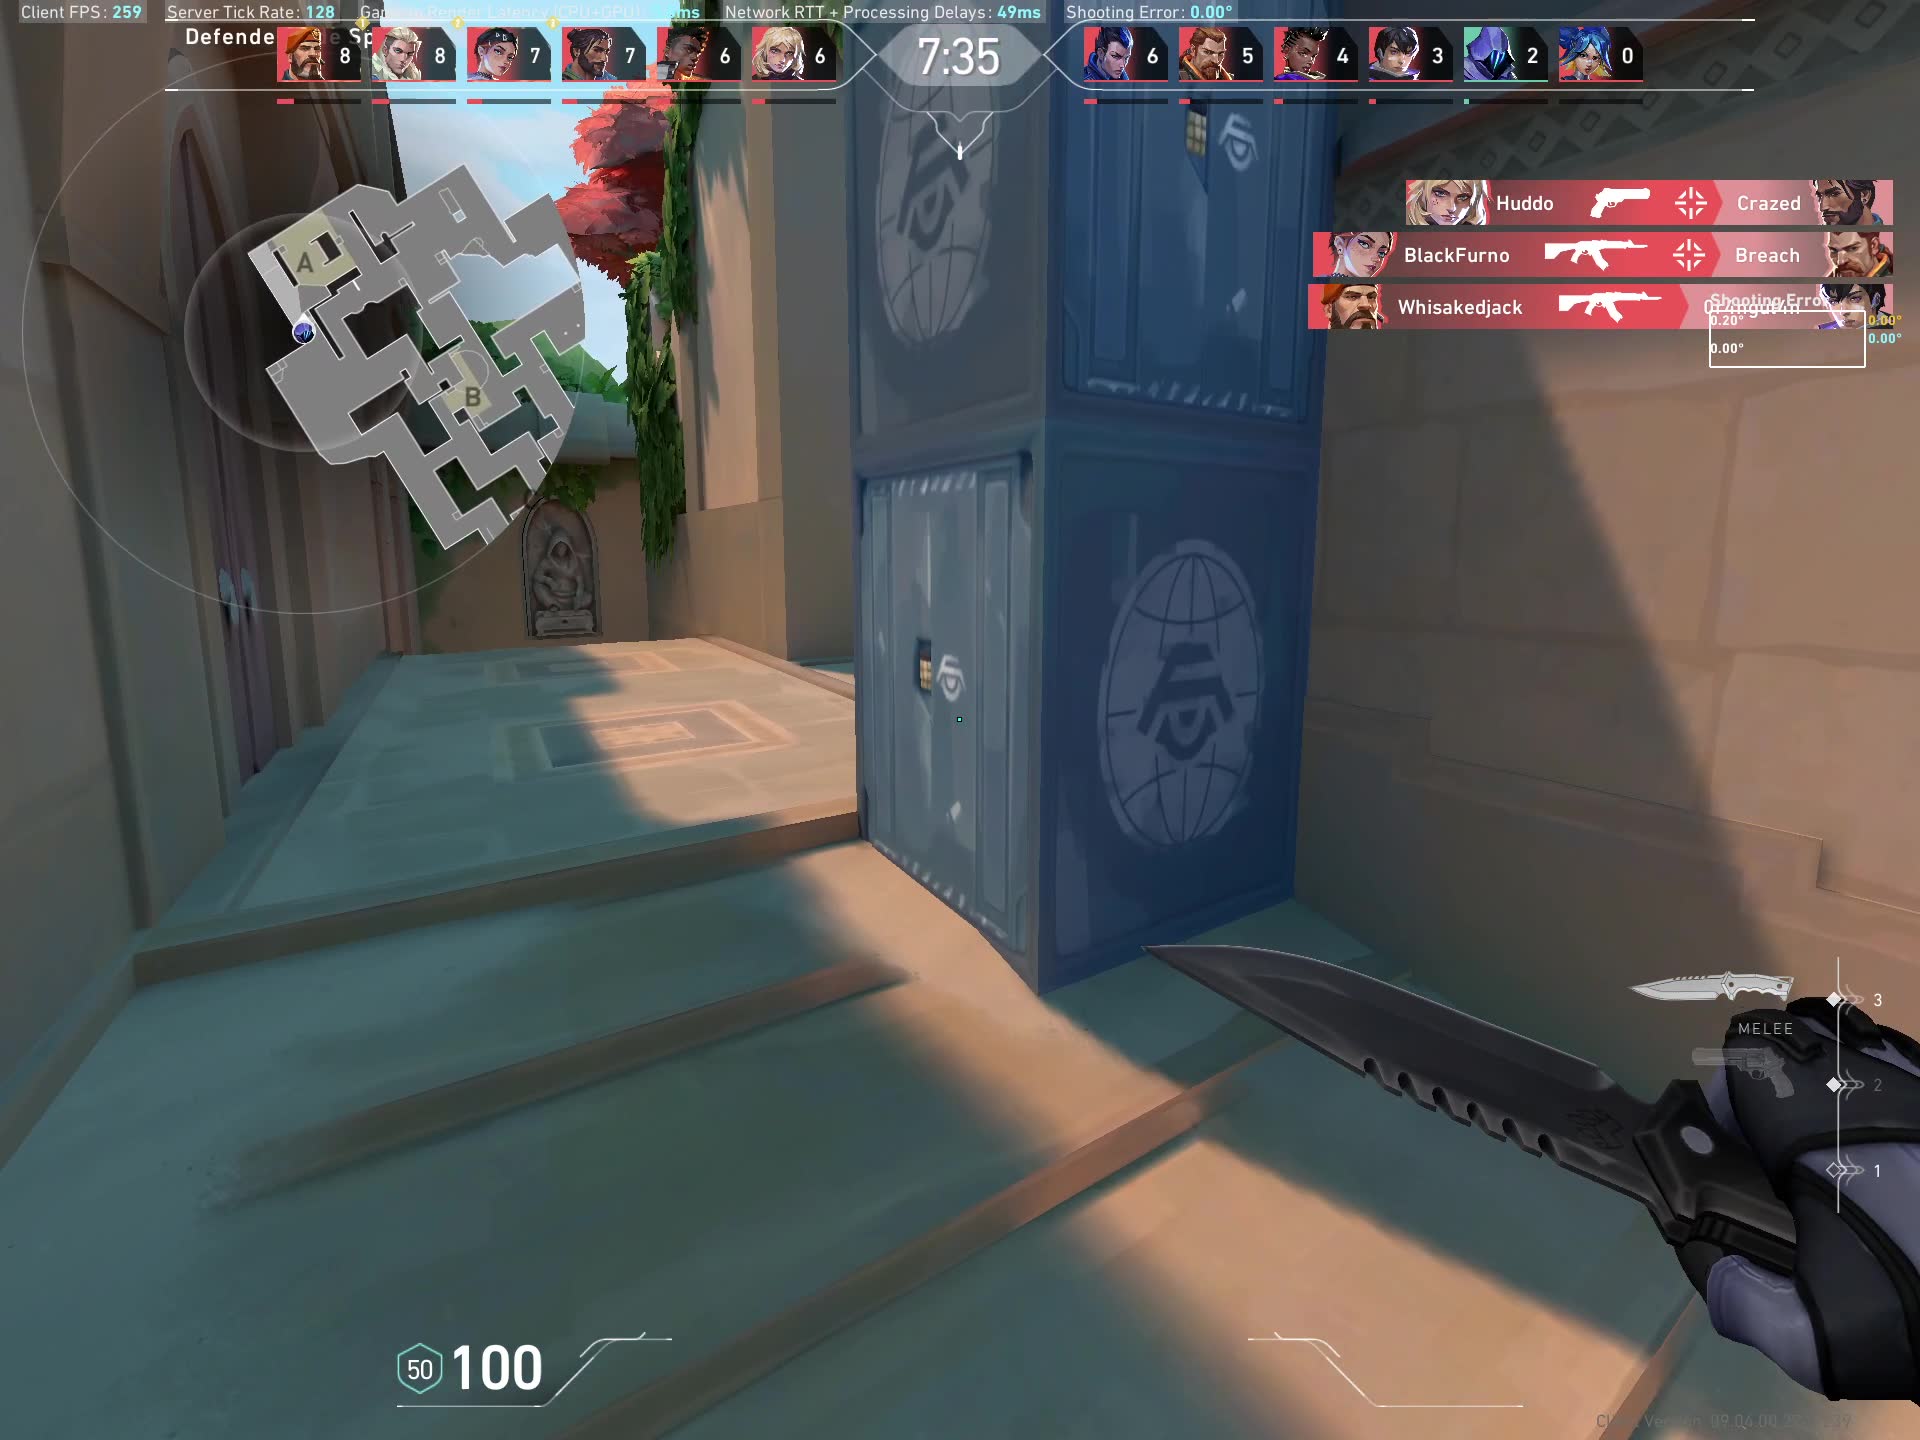 Client FPS: 259
Server Tick Rate: 128
Network RTT + Processing Delays: 49ms
Shooting Error: 0.00°
8
8
7
7
6
6
7:35
6
5
4
3
2
0
A
B
Huddo
Crazed
BlackFurno
Breach
Whisakedjack
Shooting Error
0.20°
0.00°
0.00°
0.00°
3
MELEE
2
1
50
100